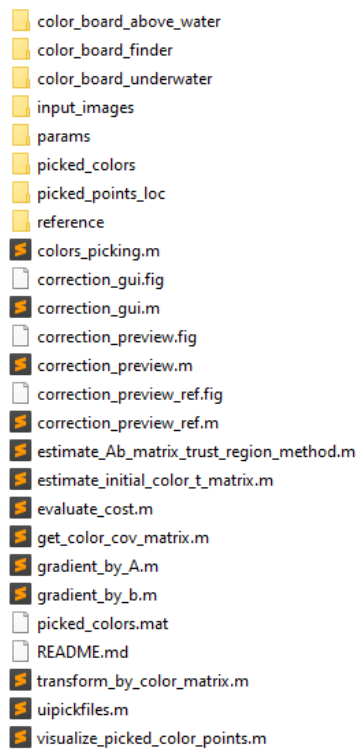 color_board_above_water
color_board_finder
color_board_underwater
input_images
params
picked_colors
picked_points_loc
reference
colors_picking.m
correction_gui.fig
correction_gui.m
correction_preview.fig
correction_preview.m
correction_preview_ref.fig
correction_preview_ref.m
estimate_Ab_matrix_trust_region_method.m
estimate_initial_color_t_matrix.m
evaluate_cost.m
get_color_cov_matrix.m
gradient_by_A.m
gradient_by_b.m
picked_colors.mat
README.md
transform_by_color_matrix.m
uipickfiles.m
visualize_picked_color_points.m